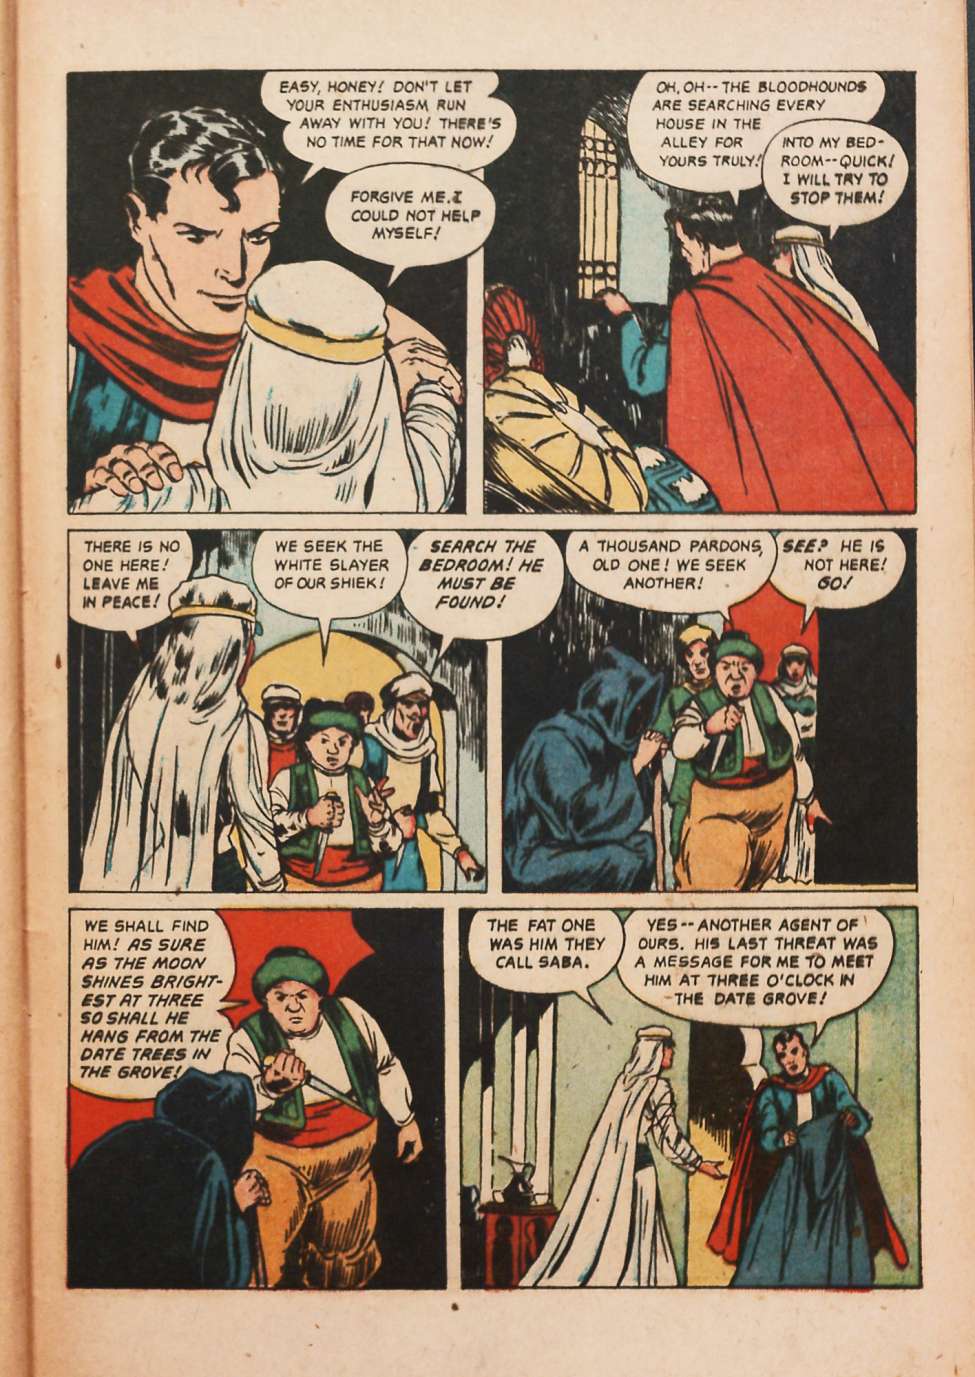 EASY, HONEY! DON'T LET
YOUR ENTHUSIASM RUN
AWAY WITH YOU! THERE'S
NO TIME FOR THAT NOW!
FORGIVE ME. I
COULD NOT HELP
MYSELF!
OH, OH-- THE BLOODHOUNDS
ARE SEARCHING EVERY
HOUSE IN THE
ALLEY FOR
YOURS TRULY!
INTO MY BED-
ROOM--QUICK!
I WILL TRY TO
STOP THEM!
THERE IS NO
ONE HERE!
LEAVE ME
IN PEACE!
WE SEEK THE
WHITE SLAYER
OF OUR SHIEK!
SEARCH THE
BEDROOM! HE
MUST BE
FOUND!
A THOUSAND PARDONS,
OLD ONE! WE SEEK
ANOTHER!
SEE? HE IS
NOT HERE!
GO!
WE SHALL FIND
HIM! AS SURE
AS THE MOON
SHINES BRIGHT-
EST AT THREE
SO SHALL HE
HANG FROM THE
DATE TREES IN
THE GROVE!
THE FAT ONE
WAS HIM THEY
CALL SABA.
YES-- ANOTHER AGENT OF
OURS. HIS LAST THREAT WAS
A MESSAGE FOR ME TO MEET
HIM AT THREE O'CLOCK IN
THE DATE GROVE!